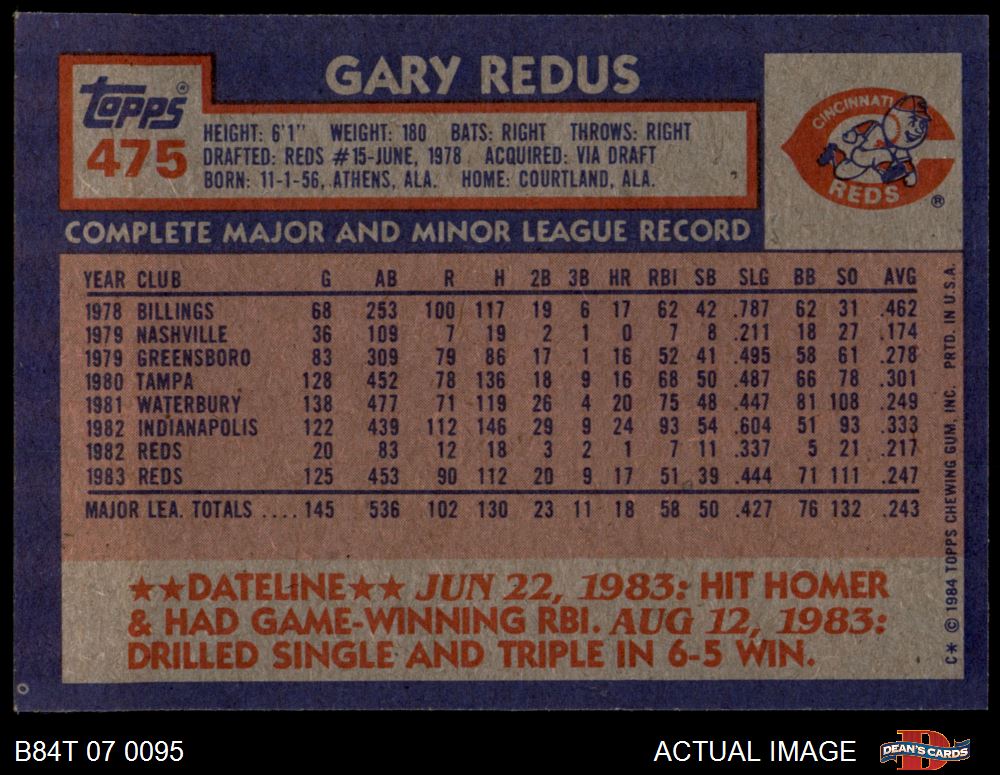 GARY REDUS
topps®
475
HEIGHT: 6'1" WEIGHT: 180 BATS: RIGHT THROWS: RIGHT
DRAFTED: REDS #15-JUNE, 1978 ACQUIRED: VIA DRAFT
BORN: 11-1-56, ATHENS, ALA. HOME: COURTLAND, ALA.
CINCINNATI
REDS
®
COMPLETE MAJOR AND MINOR LEAGUE RECORD
YEAR CLUB G AB R H 2B 3B HR RBI SB SLG BB SO AVG
1978 BILLINGS 68 253 100 117 19 6 17 62 42 .787 62 31 .462
1979 NASHVILLE 36 109 7 19 2 1 0 7 8 .211 18 27 .174
1979 GREENSBORO 83 309 79 86 17 1 16 52 41 .495 58 61 .278
1980 TAMPA 128 452 78 136 18 9 16 68 50 .487 66 78 .301
1981 WATERBURY 138 477 71 119 26 4 20 75 48 .447 81 108 .249
1982 INDIANAPOLIS 122 439 112 146 29 9 24 93 54 .604 51 93 .333
1982 REDS 20 83 12 18 3 2 1 7 11 .337 5 21 .217
1983 REDS 125 453 90 112 20 9 17 51 39 .444 71 111 .247
MAJOR LEA. TOTALS .... 145 536 102 130 23 11 18 58 50 .427 76 132 .243
★★DATELINE★★ JUN 22, 1983: HIT HOMER
& HAD GAME-WINNING RBI. AUG 12, 1983:
DRILLED SINGLE AND TRIPLE IN 6-5 WIN.
C* © 1984 TOPPS CHEWING GUM, INC. PRTD. IN U.S.A.
B84T 07 0095
ACTUAL IMAGE
DEAN'S CARDS